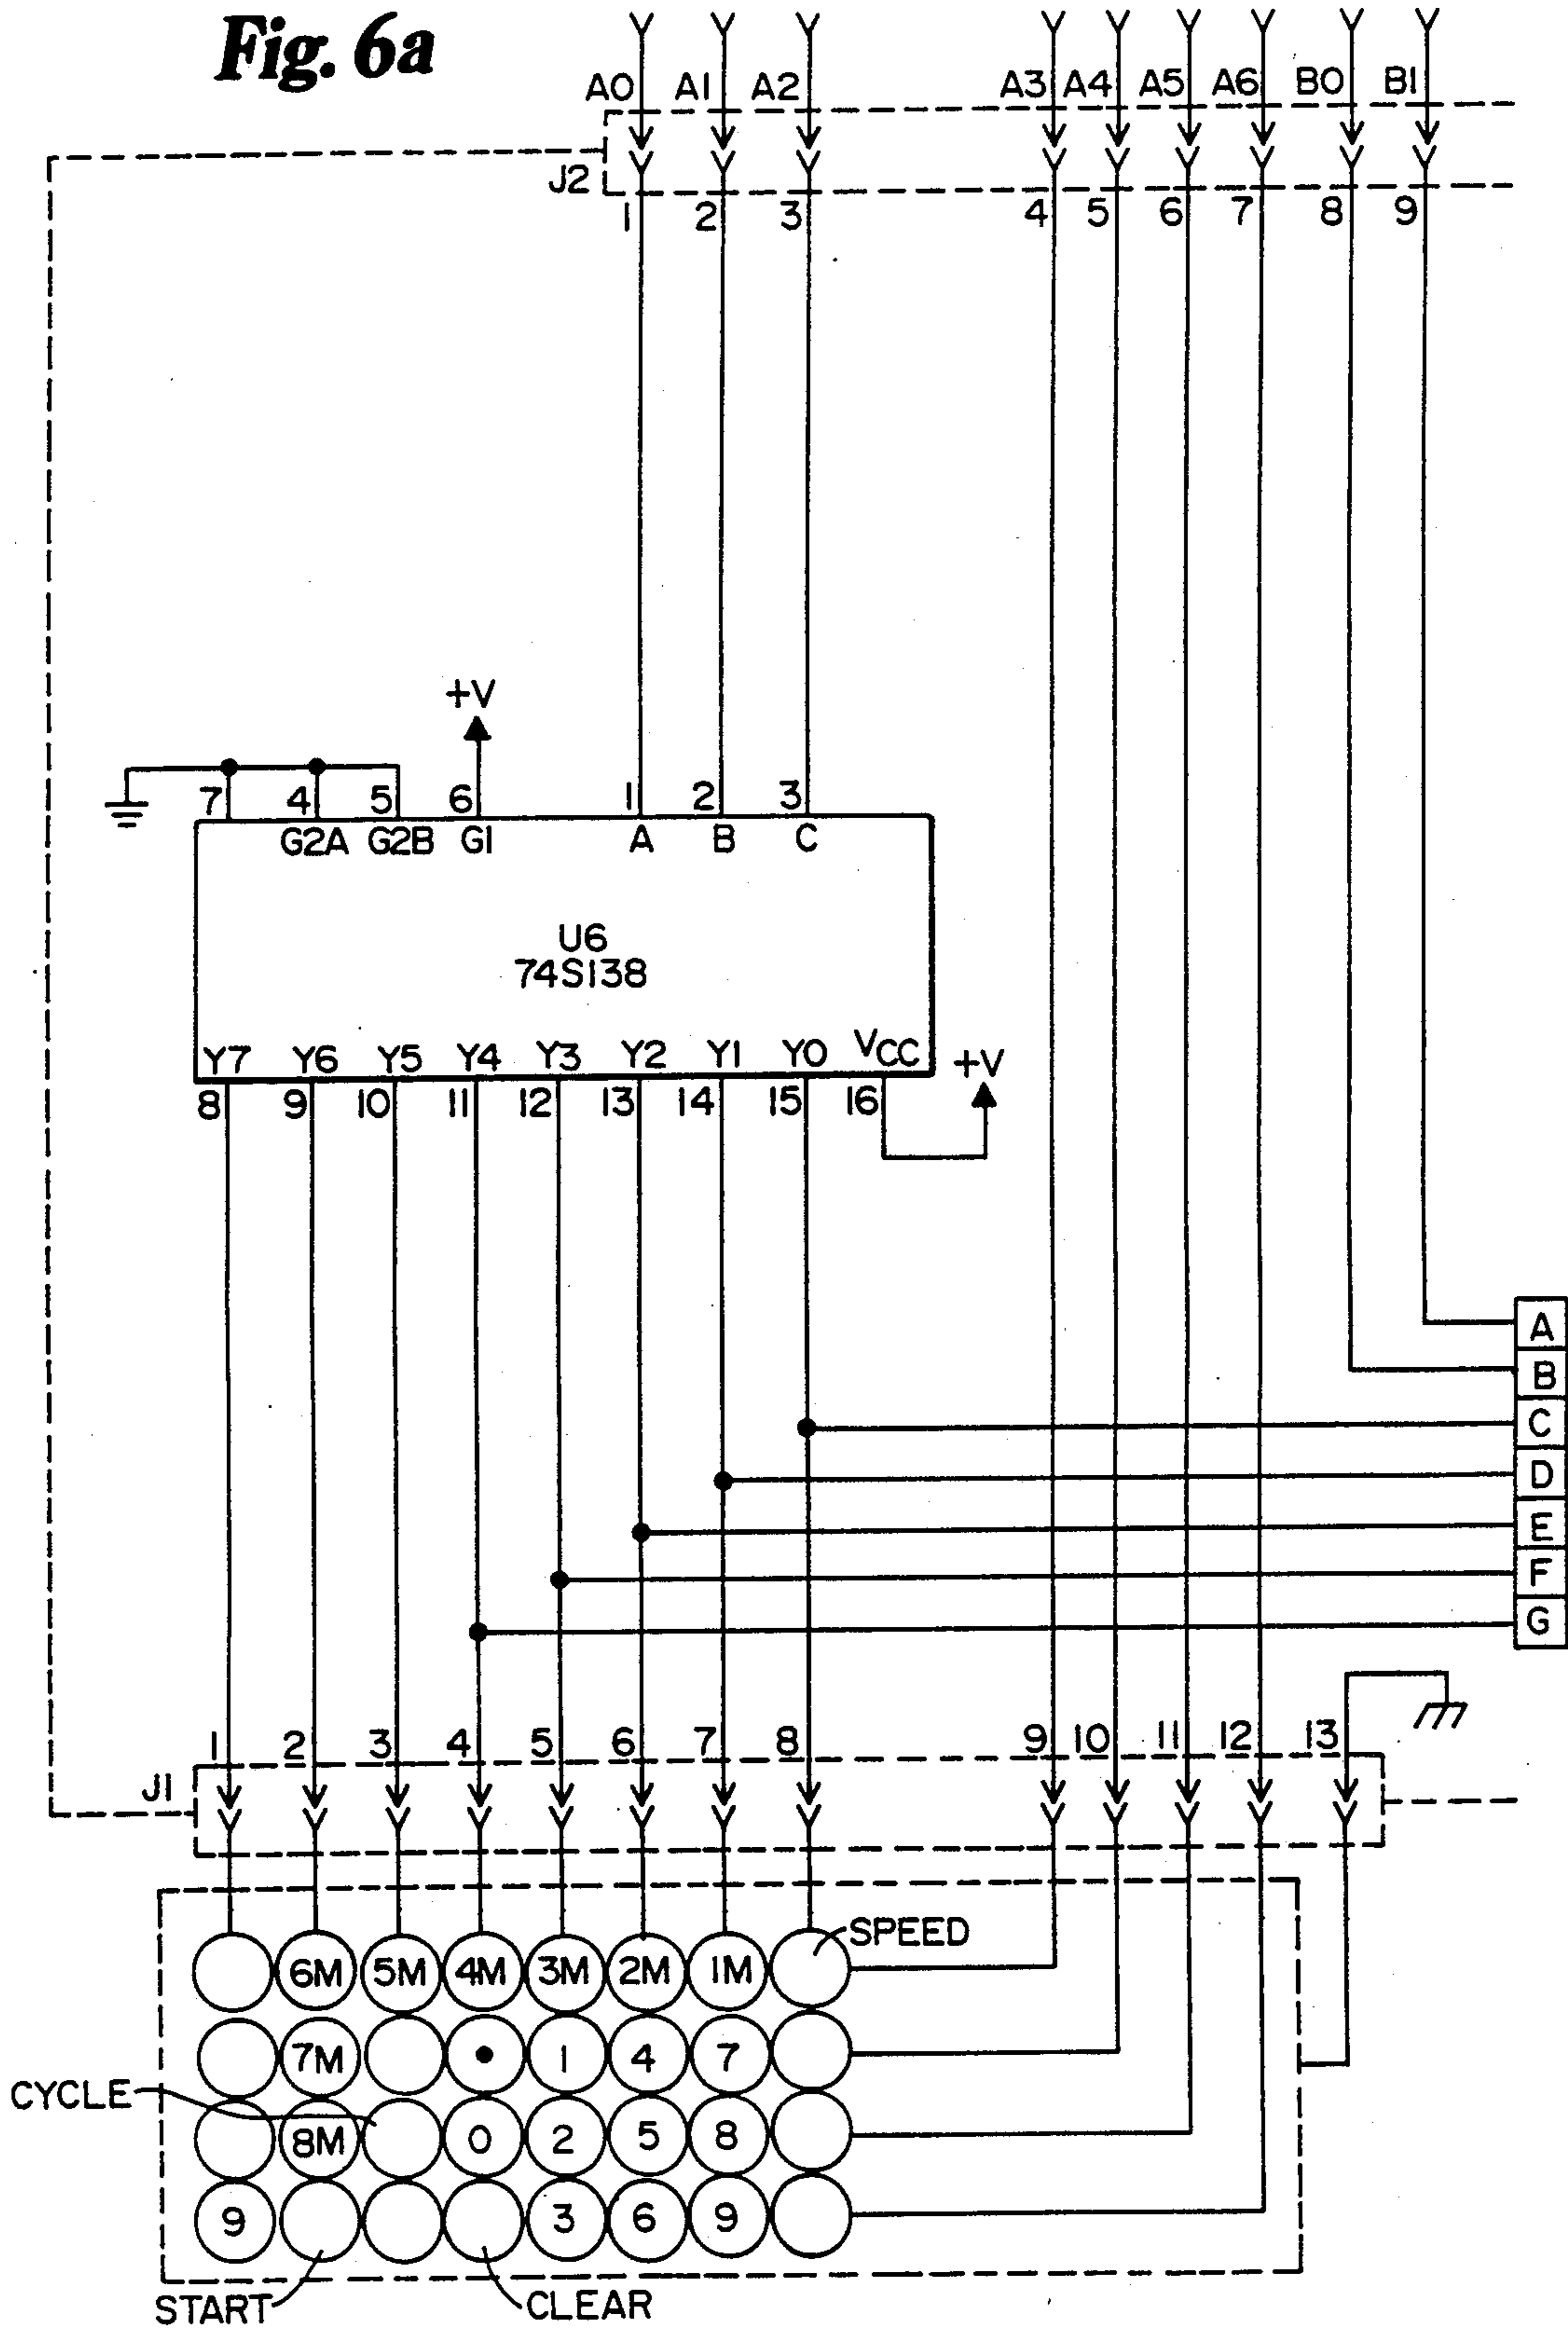 Fig. 6a
A0 A1 A2 A3 A4 A5 A6 B0 B1
J2
1 2 3 4 5 6 7 8 9
+V
7 4 5 6 1 2 3
G2A G2B G1 A B C
U6
74S138
Y7 Y6 Y5 Y4 Y3 Y2 Y1 Y0 VCC
+V
8 9 10 11 12 13 14 15 16
A
B
C
D
E
F
G
1 2 3 4 5 6 7 8 9 10 11 12 13
J1
SPEED
6M 5M 4M 3M 2M 1M
7M • 1 4 7
CYCLE
8M 0 2 5 8
9 3 6 9
START CLEAR